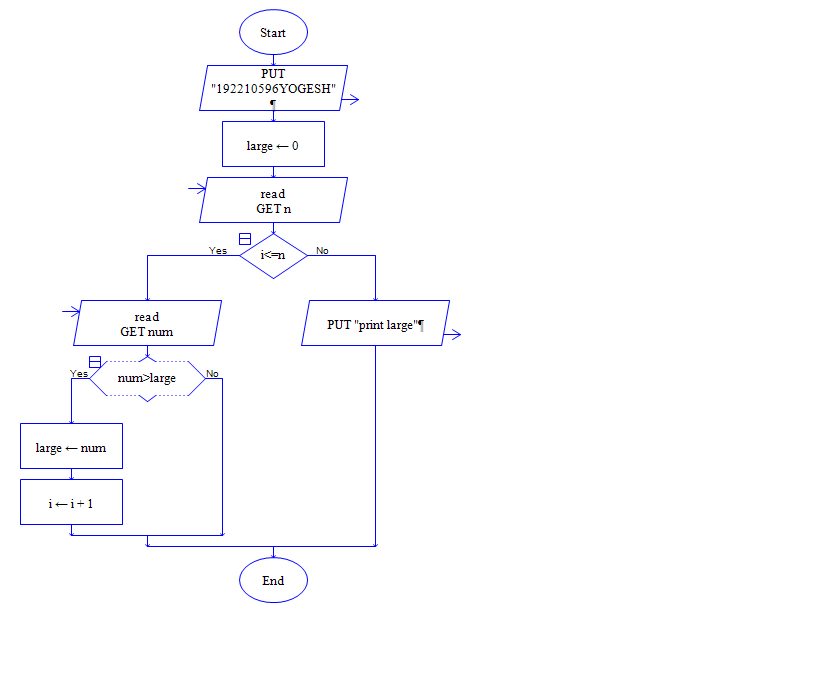 Start
PUT
"192210596YOGESH"
¶
large ← 0
read
GET n
Yes
i<=n
No
read
GET num
PUT "print large"¶
Yes
num>large
No
large ← num
i ← i + 1
End